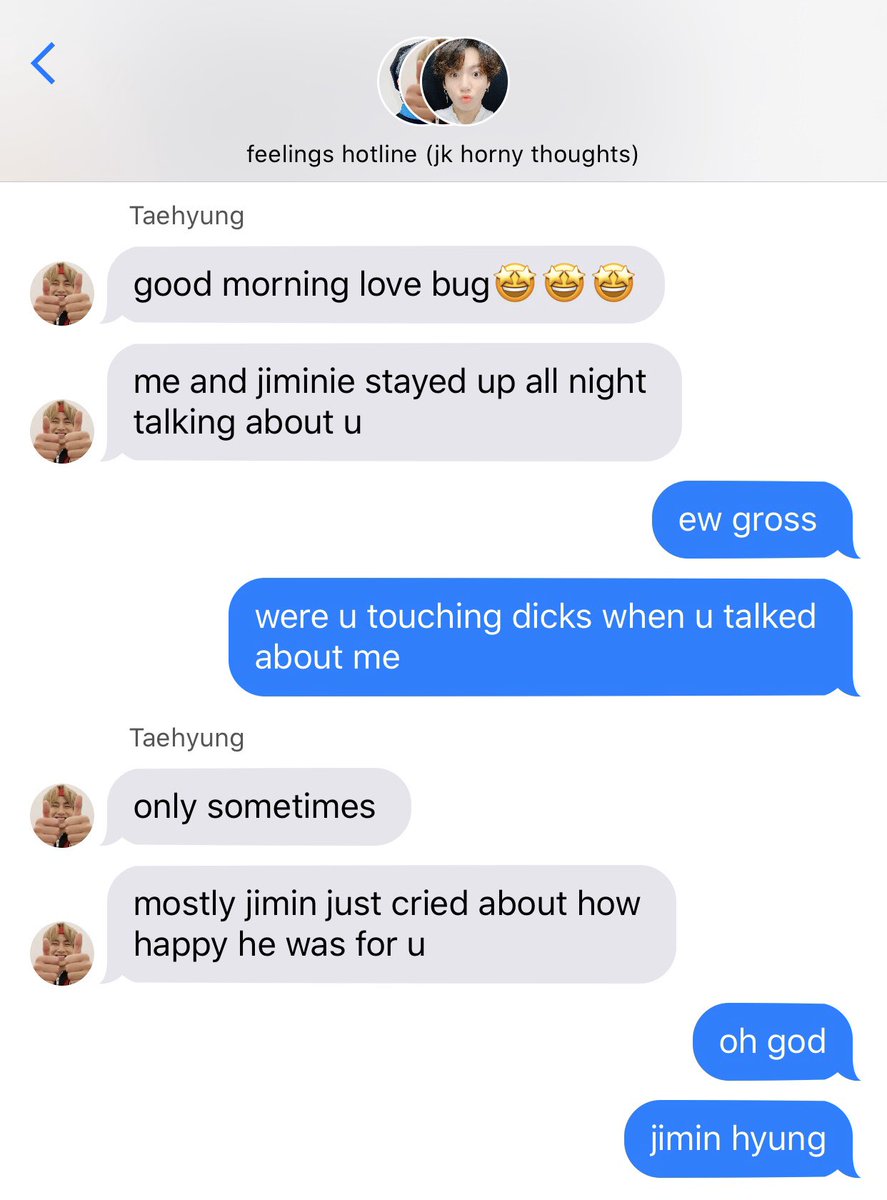 feelings hotline (jk horny thoughts)
Taehyung
good morning love bug🤩🤩🤩
me and jiminie stayed up all night
talking about u
ew gross
were u touching dicks when u talked
about me
Taehyung
only sometimes
mostly jimin just cried about how
happy he was for u
oh god
jimin hyung